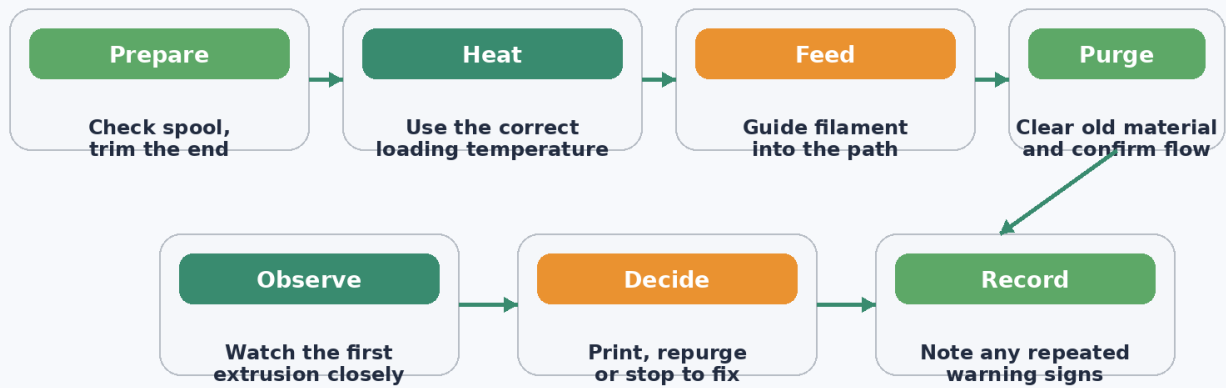 Prepare
Check spool,
trim the end
Heat
Use the correct
loading temperature
Feed
Guide filament
into the path
Purge
Clear old material
and confirm flow
Observe
Watch the first
extrusion closely
Decide
Print, repurge
or stop to fix
Record
Note any repeated
warning signs